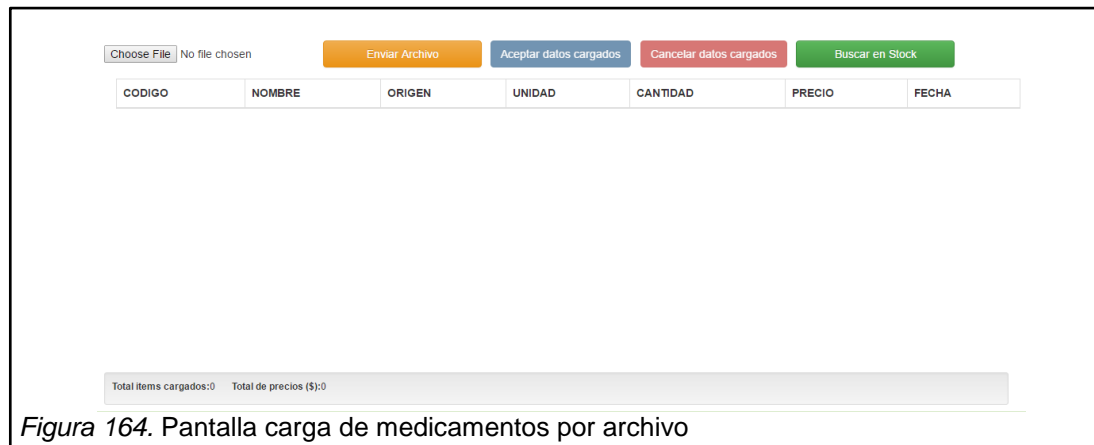 Choose File No file chosen Enviar Archivo Aceptar datos cargados Cancelar datos cargados Buscar en Stock
CODIGO NOMBRE ORIGEN UNIDAD CANTIDAD PRECIO FECHA
Total items cargados:0 Total de precios ($):0
Figura 164. Pantalla carga de medicamentos por archivo